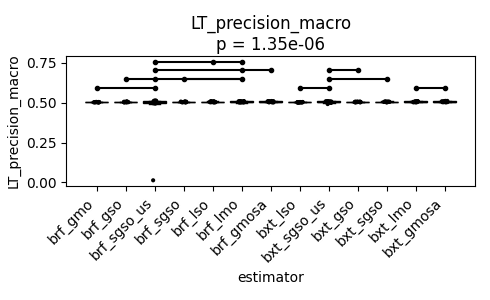 LT_precision_macro
p = 1.35e-06
LT_precision_macro
0.75
0.50
0.25
0.00
brf_gmo
brf_gso
brf_sgso_us
brf_sgso
brf_lso
brf_lmo
brf_gmosa
bxt_lso
bxt_sgso_us
bxt_gso
bxt_sgso
bxt_lmo
bxt_gmosa
estimator